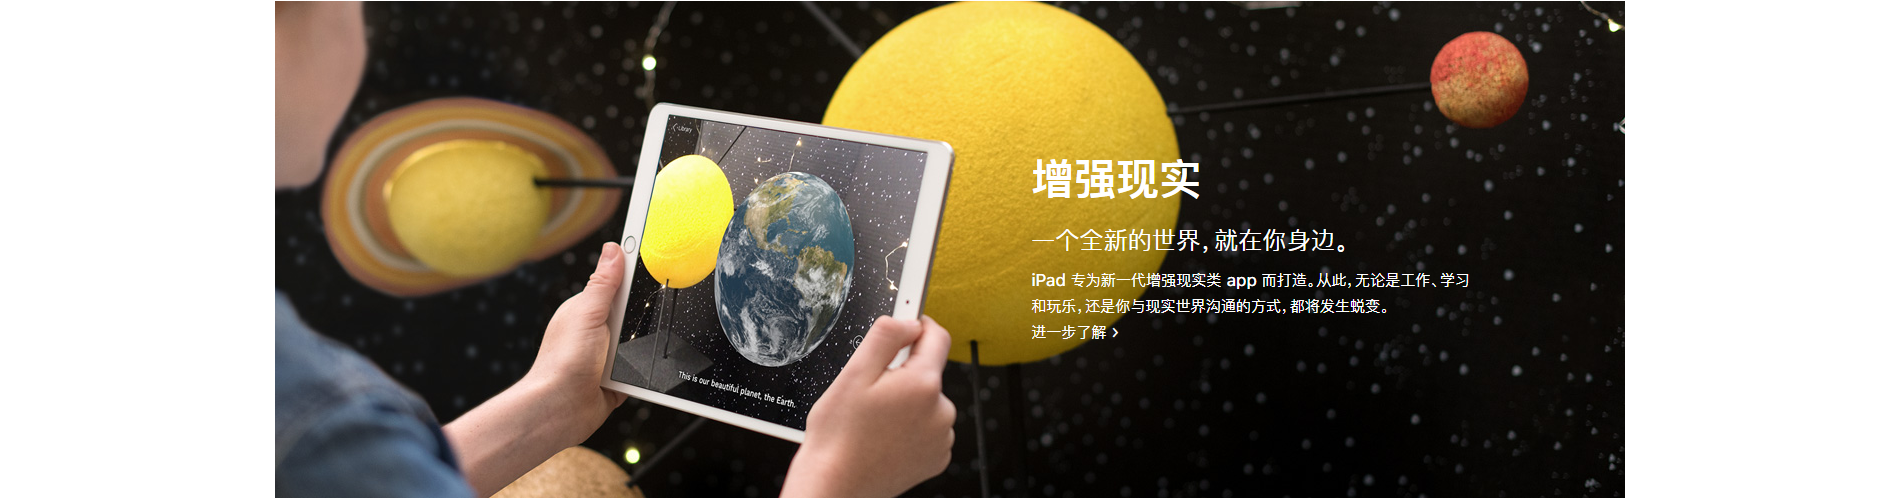 Library
This is our beautiful planet, the Earth.
增强现实
一个全新的世界，就在你身边。
iPad 专为新一代增强现实类 app 而打造。从此，无论是工作、学习
和玩乐，还是你与现实世界沟通的方式，都将发生蜕变。
进一步了解 >